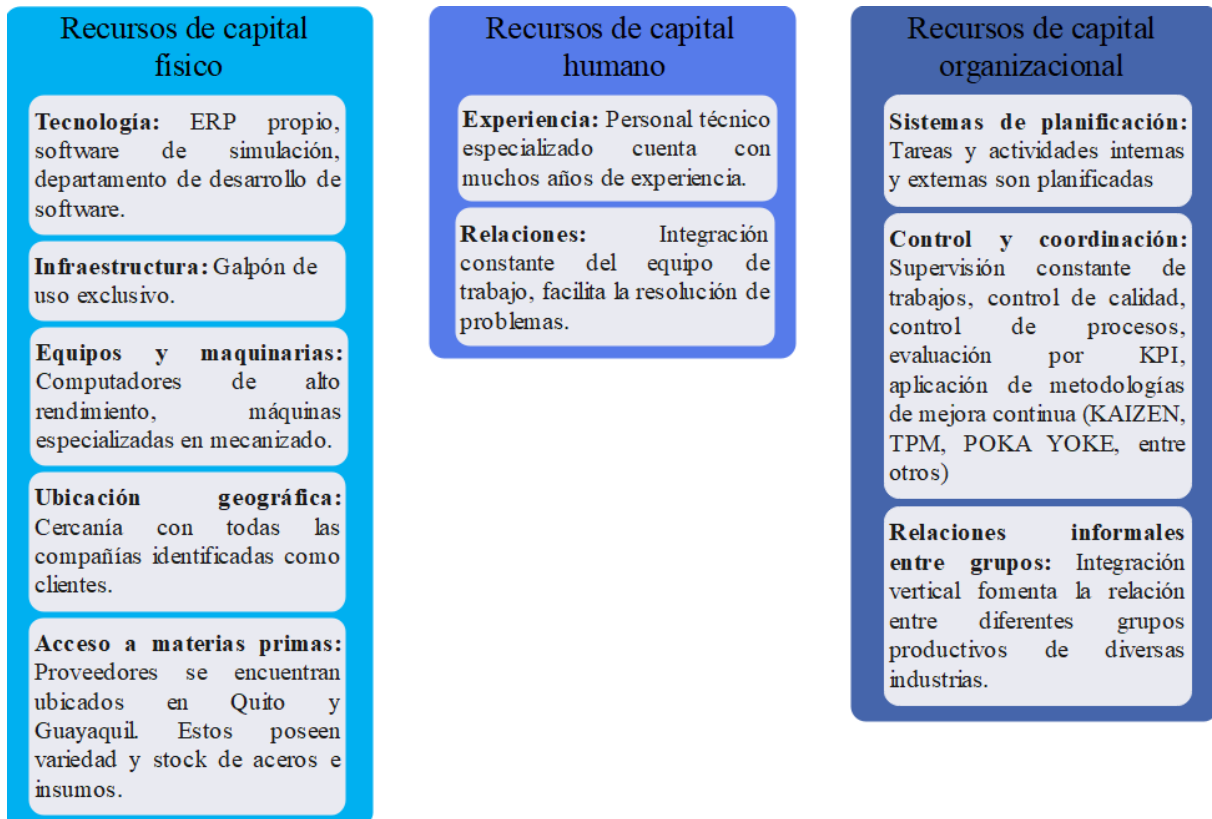 Recursos de capital
físico
Tecnología: ERP propio,
software de simulación,
departamento de desarrollo de
software.
Infraestructura: Galpón de
uso exclusivo.
Equipos y maquinarias:
Computadores de alto
rendimiento, máquinas
especializadas en mecanizado.
Ubicación geográfica:
Cercanía con todas las
compañías identificadas como
clientes.
Acceso a materias primas:
Proveedores se encuentran
ubicados en Quito y
Guayaquil. Estos poseen
variedad y stock de aceros e
insumos.
Recursos de capital
humano
Experiencia: Personal técnico
especializado cuenta con
muchos años de experiencia.
Relaciones: Integración
constante del equipo de
trabajo, facilita la resolución de
problemas.
Recursos de capital
organizacional
Sistemas de planificación:
Tareas y actividades internas
y externas son planificadas
Control y coordinación:
Supervisión constante de
trabajos, control de calidad,
control de procesos,
evaluación por KPI,
aplicación de metodologías
de mejora continua (KAIZEN,
TPM, POKA YOKE, entre
otros)
Relaciones informales
entre grupos: Integración
vertical fomenta la relación
entre diferentes grupos
productivos de diversas
industrias.